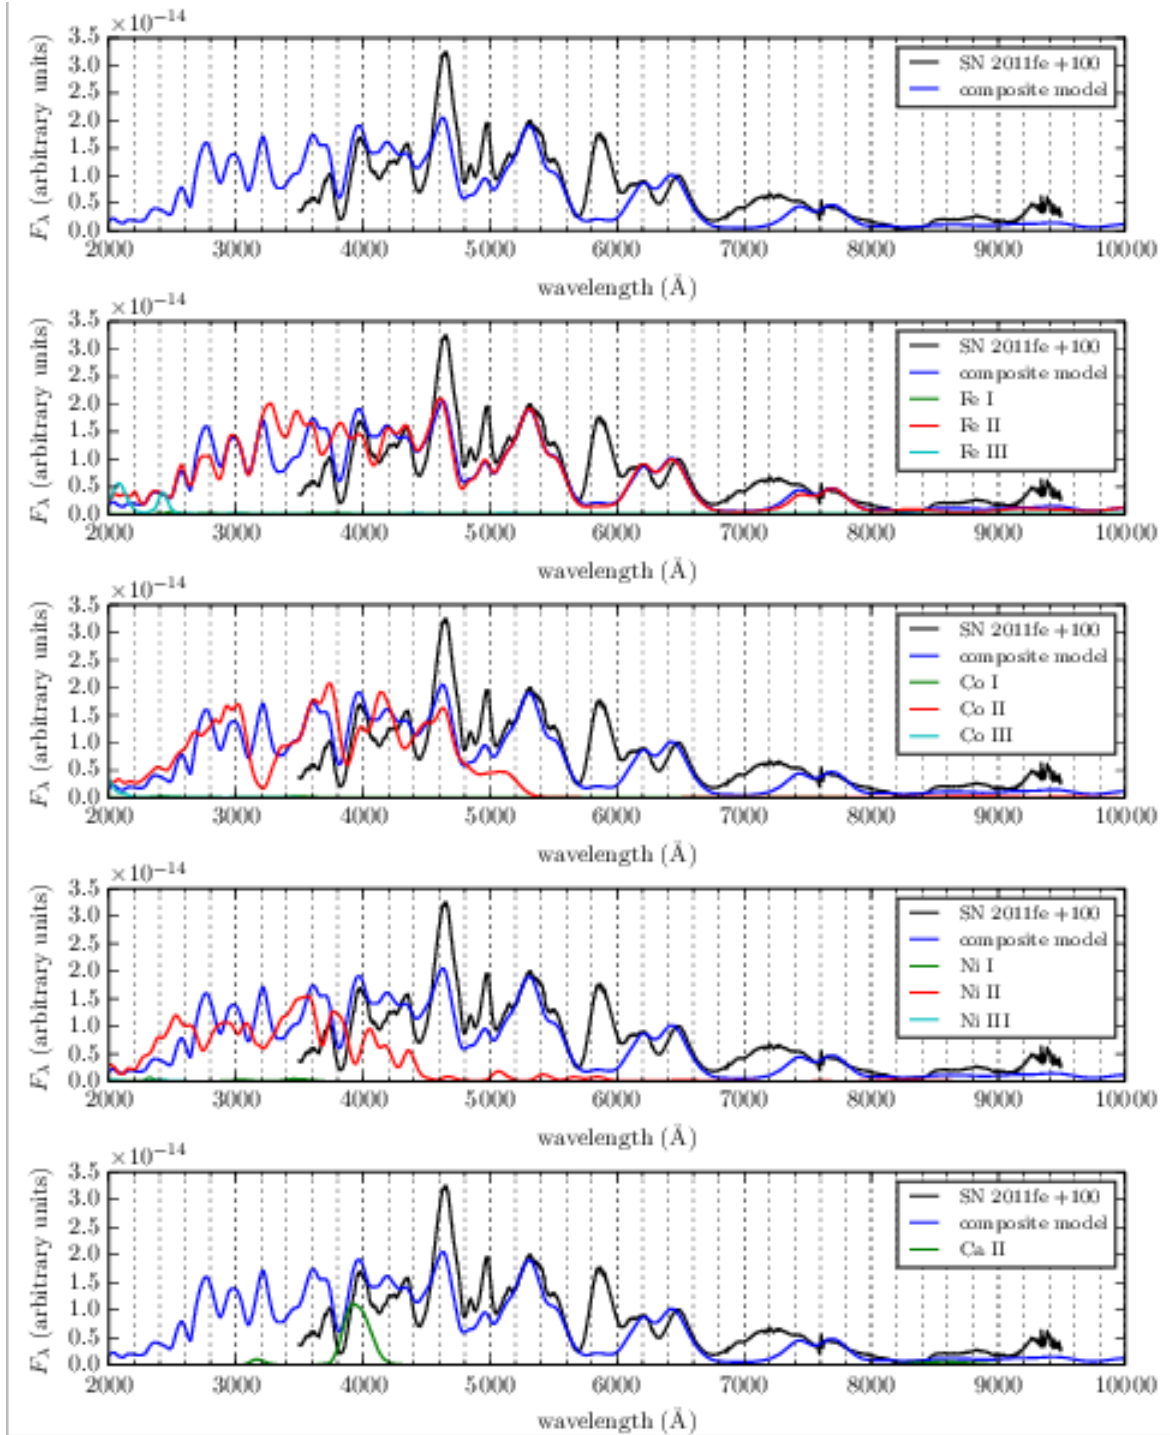 ×10⁻¹⁴
3.5
3.0
2.5
2.0
1.5
1.0
0.5
0.0
F_λ (arbitrary units)
SN 2011fe +100
composite model
2000 3000 4000 5000 6000 7000 8000 9000 10000
wavelength (Å)
×10⁻¹⁴
3.5
3.0
2.5
2.0
1.5
1.0
0.5
0.0
F_λ (arbitrary units)
SN 2011fe +100
composite model
Fe I
Fe II
Fe III
2000 3000 4000 5000 6000 7000 8000 9000 10000
wavelength (Å)
×10⁻¹⁴
3.5
3.0
2.5
2.0
1.5
1.0
0.5
0.0
F_λ (arbitrary units)
SN 2011fe +100
composite model
Co I
Co II
Co III
2000 3000 4000 5000 6000 7000 8000 9000 10000
wavelength (Å)
×10⁻¹⁴
3.5
3.0
2.5
2.0
1.5
1.0
0.5
0.0
F_λ (arbitrary units)
SN 2011fe +100
composite model
Ni I
Ni II
Ni III
2000 3000 4000 5000 6000 7000 8000 9000 10000
wavelength (Å)
×10⁻¹⁴
3.5
3.0
2.5
2.0
1.5
1.0
0.5
0.0
F_λ (arbitrary units)
SN 2011fe +100
composite model
Ca II
2000 3000 4000 5000 6000 7000 8000 9000 10000
wavelength (Å)